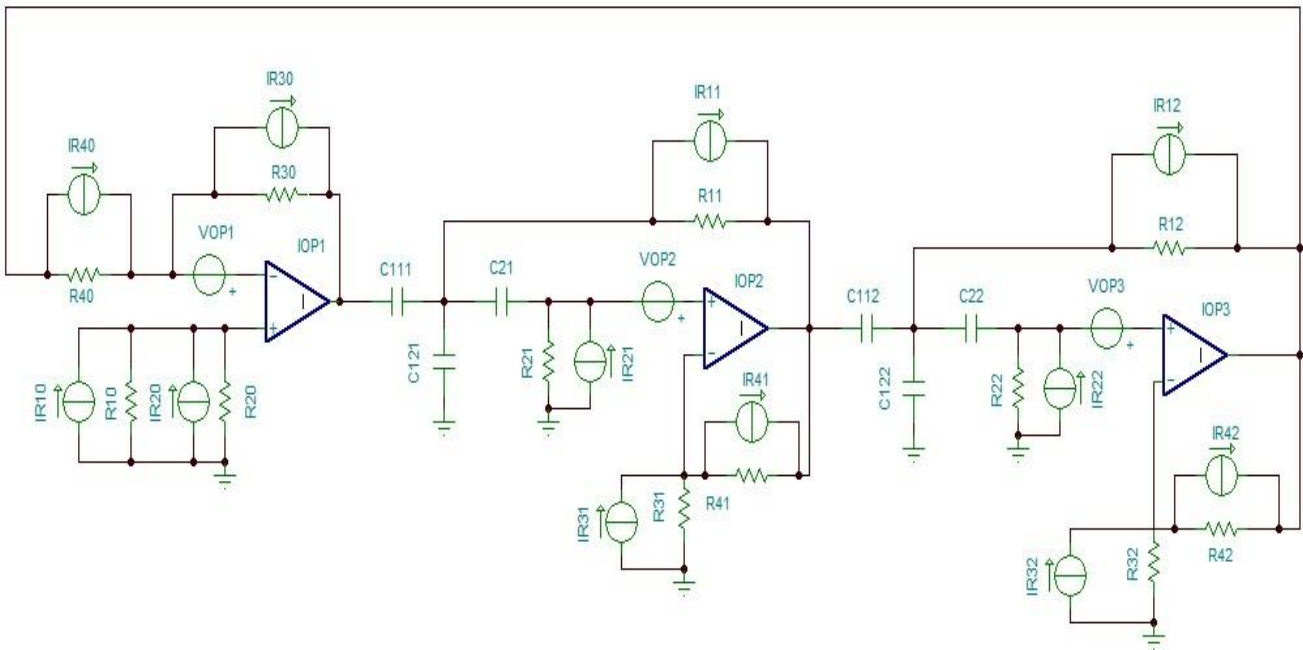 IR30
IR11
IR12
IR40
R30
R11
R12
VOP1
IOP1
VOP2
IOP2
VOP3
IOP3
R40
C111
C21
C112
C22
C121
R21
IR21
C122
R22
IR22
IR10
R10
IR20
R20
IR41
R41
IR31
R31
IR42
R42
IR32
R32